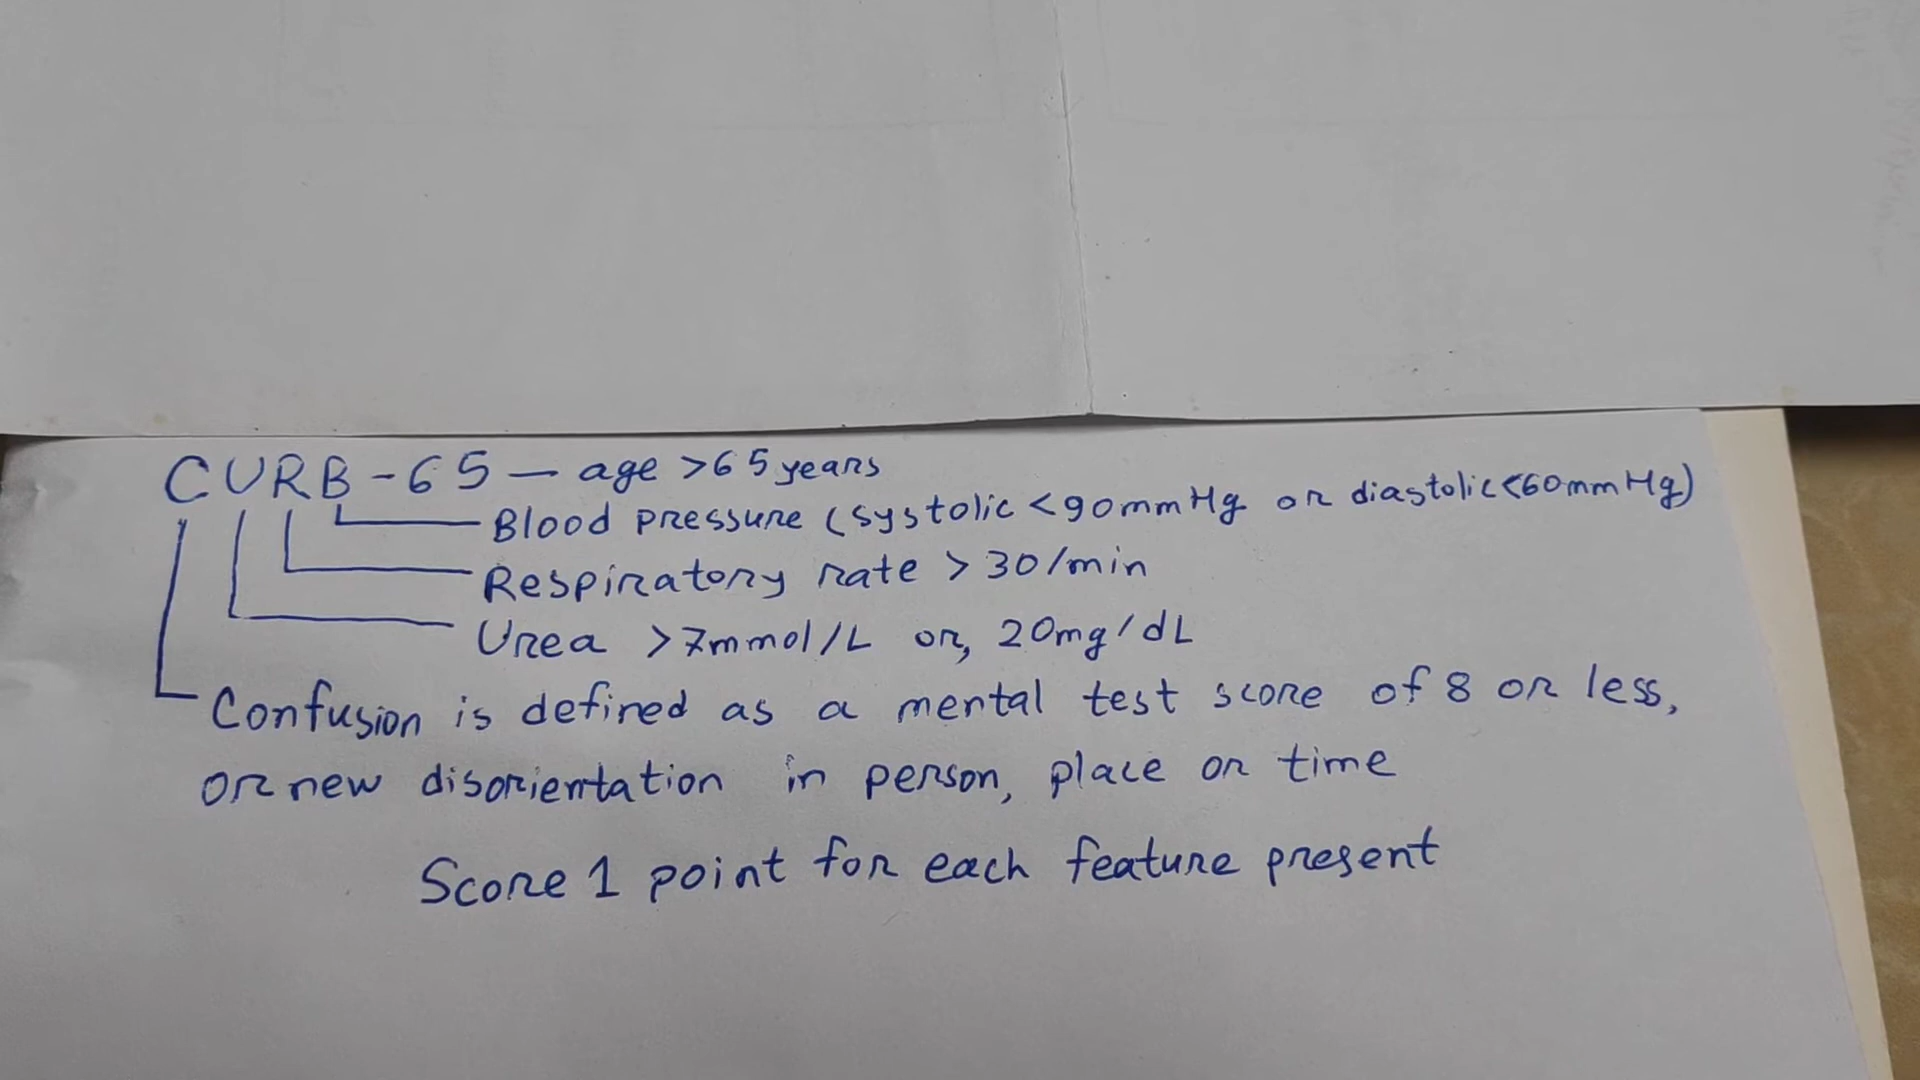 CURB-65 — age >65 years
Blood pressure (systolic <90mmHg or diastolic<60mmHg)
Respiratory rate > 30/min
Urea >7mmol/L or, 20mg/dL
Confusion is defined as a mental test score of 8 or less,
or new disorientation in person, place or time
Score 1 point for each feature present